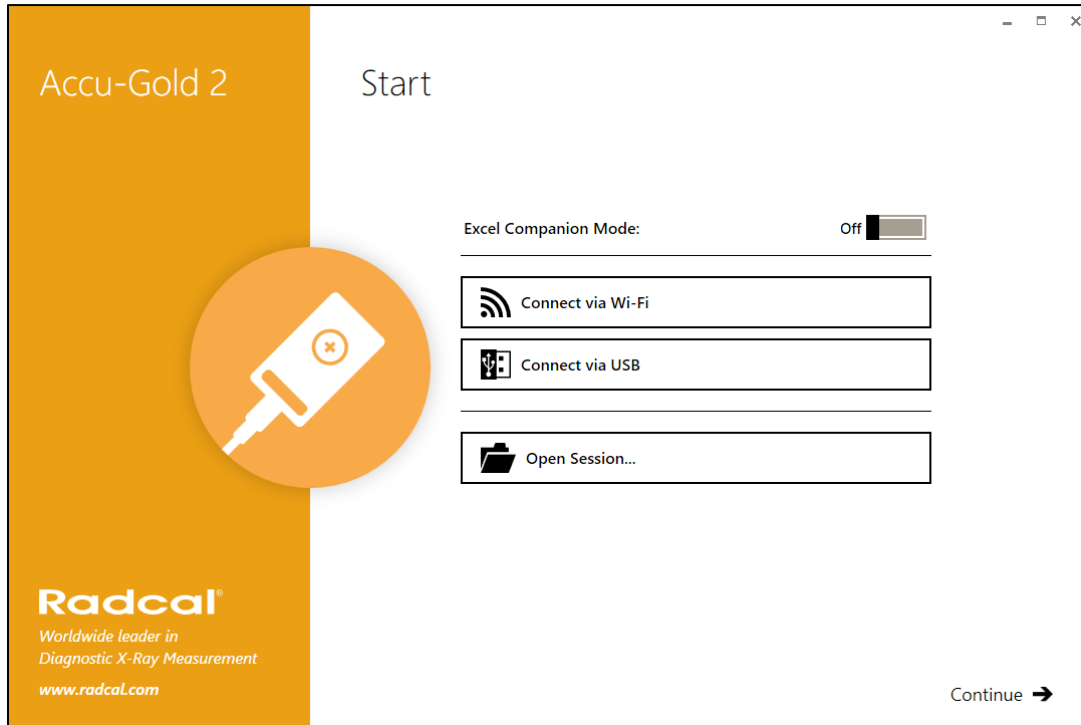 Accu-Gold 2
Start
Excel Companion Mode:
Off
Connect via Wi-Fi
Connect via USB
Open Session...
Radcal®
Worldwide leader in
Diagnostic X-Ray Measurement
www.radcal.com
Continue